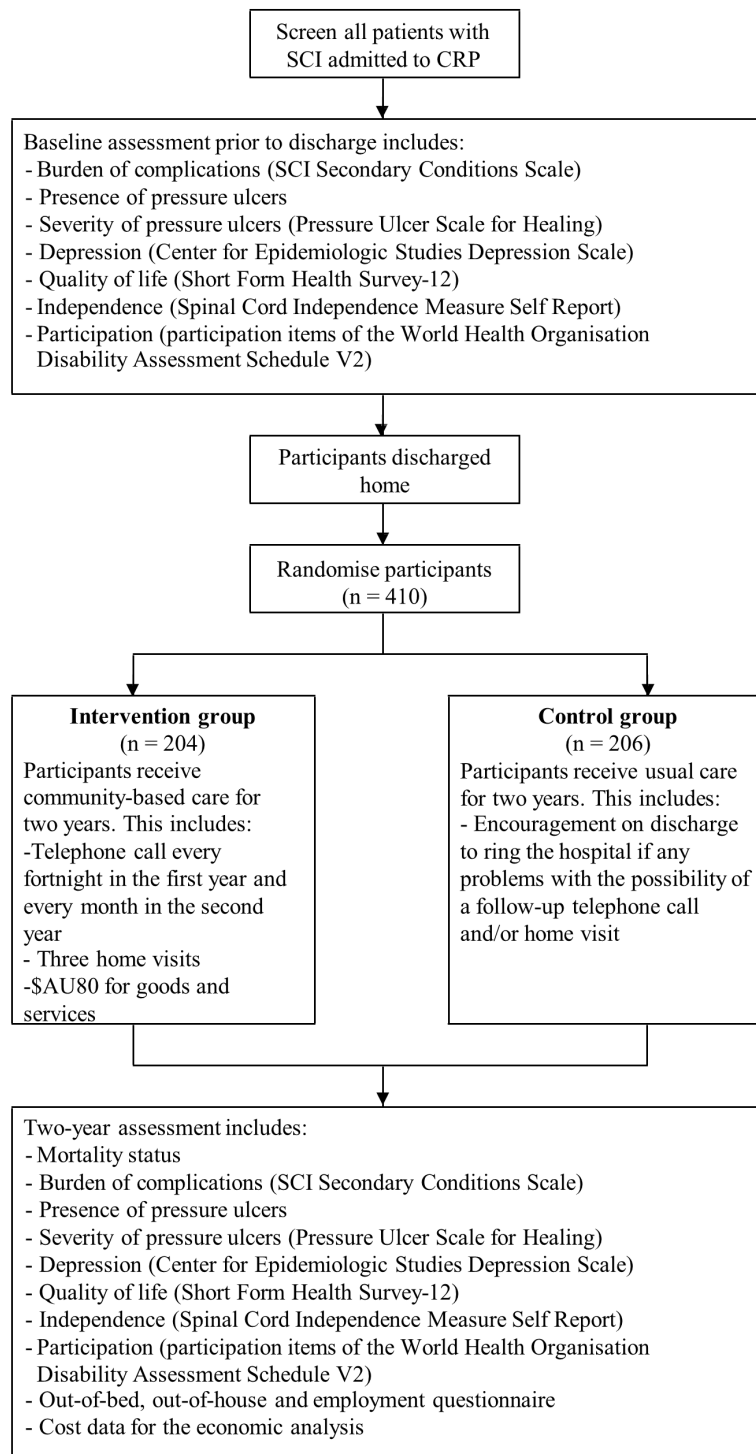 Screen all patients with
SCI admitted to CRP
Baseline assessment prior to discharge includes:
- Burden of complications (SCI Secondary Conditions Scale)
- Presence of pressure ulcers
- Severity of pressure ulcers (Pressure Ulcer Scale for Healing)
- Depression (Center for Epidemiologic Studies Depression Scale)
- Quality of life (Short Form Health Survey-12)
- Independence (Spinal Cord Independence Measure Self Report)
- Participation (participation items of the World Health Organisation
Disability Assessment Schedule V2)
Participants discharged
home
Randomise participants
(n = 410)
Intervention group
(n = 204)
Participants receive
community-based care for
two years. This includes:
-Telephone call every
fortnight in the first year and
every month in the second
year
- Three home visits
-$AU80 for goods and
services
Control group
(n = 206)
Participants receive usual care
for two years. This includes:
- Encouragement on discharge
to ring the hospital if any
problems with the possibility of
a follow-up telephone call
and/or home visit
Two-year assessment includes:
- Mortality status
- Burden of complications (SCI Secondary Conditions Scale)
- Presence of pressure ulcers
- Severity of pressure ulcers (Pressure Ulcer Scale for Healing)
- Depression (Center for Epidemiologic Studies Depression Scale)
- Quality of life (Short Form Health Survey-12)
- Independence (Spinal Cord Independence Measure Self Report)
- Participation (participation items of the World Health Organisation
Disability Assessment Schedule V2)
- Out-of-bed, out-of-house and employment questionnaire
- Cost data for the economic analysis